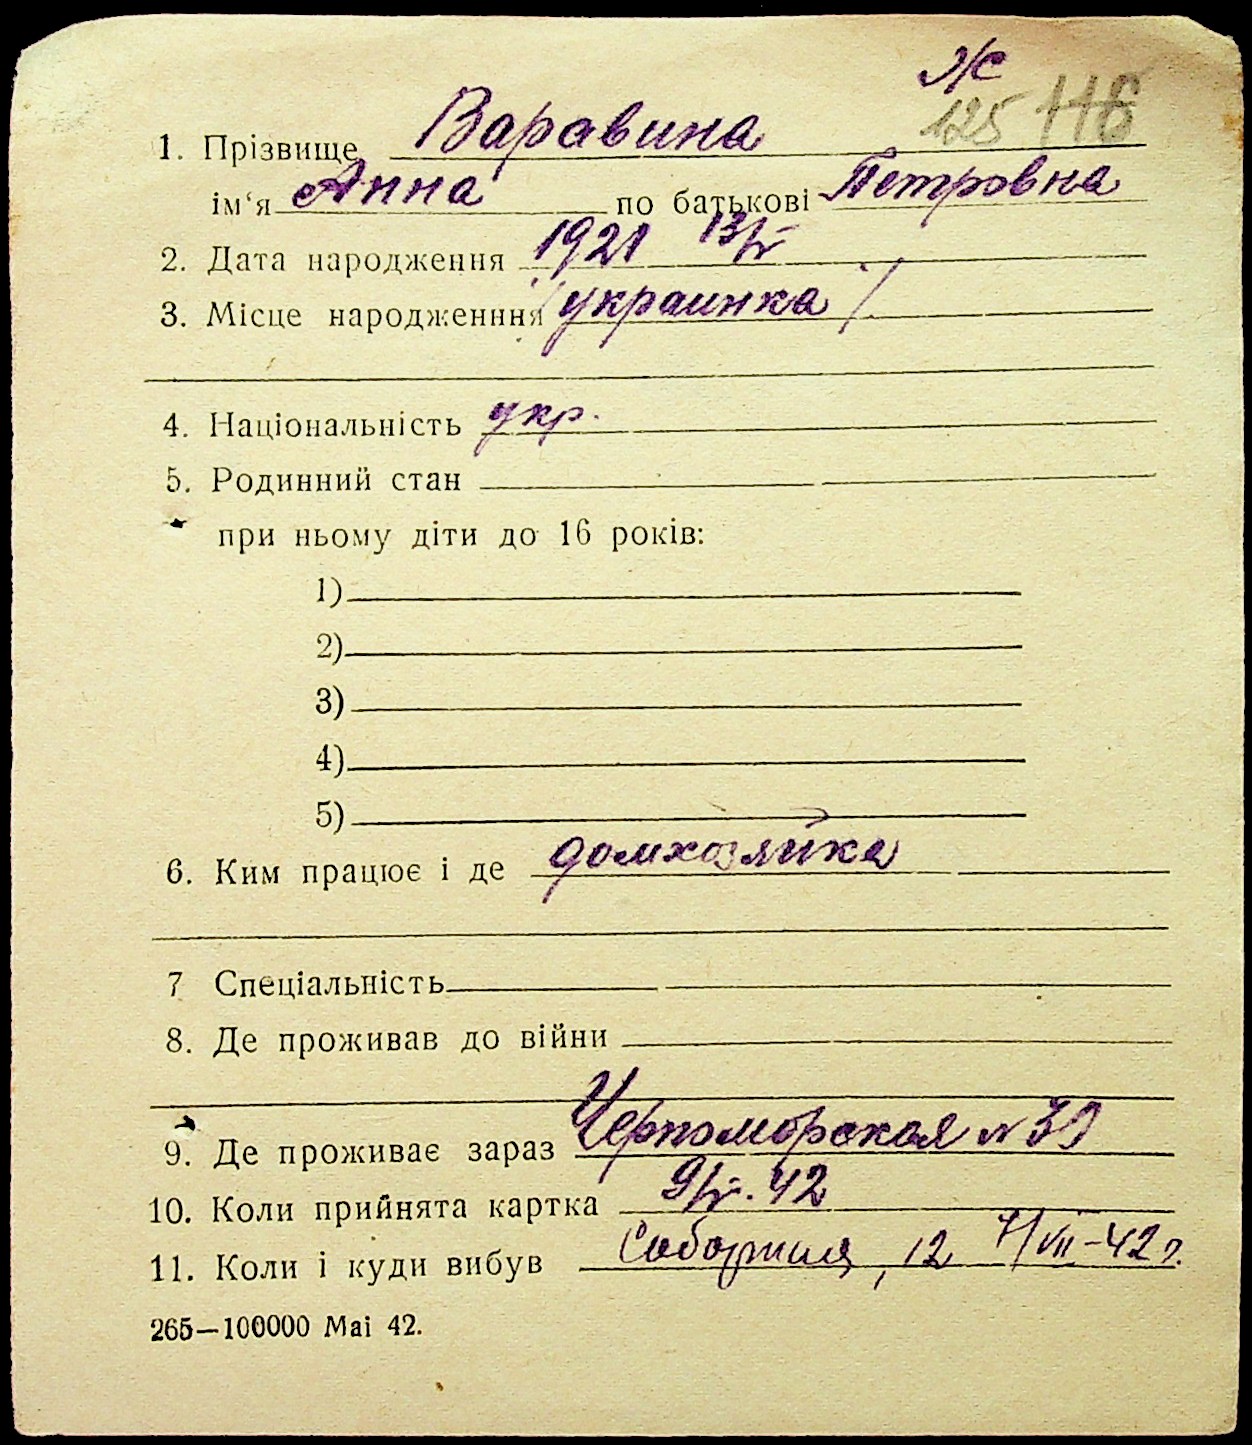 Ж
125 116
1. Прізвище Варавина
ім‘я Анна по батькові Петровна
2. Дата народження 1921 13/V
3. Місце народженння (украинка)
4. Національність укр.
5. Родинний стан
при ньому діти до 16 років:
1)
2)
3)
4)
5)
6. Ким працює і де домхозяйка
7 Спеціальність
8. Де проживав до війни
9. Де проживає зараз Черноморская N 39
10. Коли прийнята картка 9/V. 42
11. Коли і куди вибув Соборная, 12 7/VII-42 г.
265—100000 Mai 42.